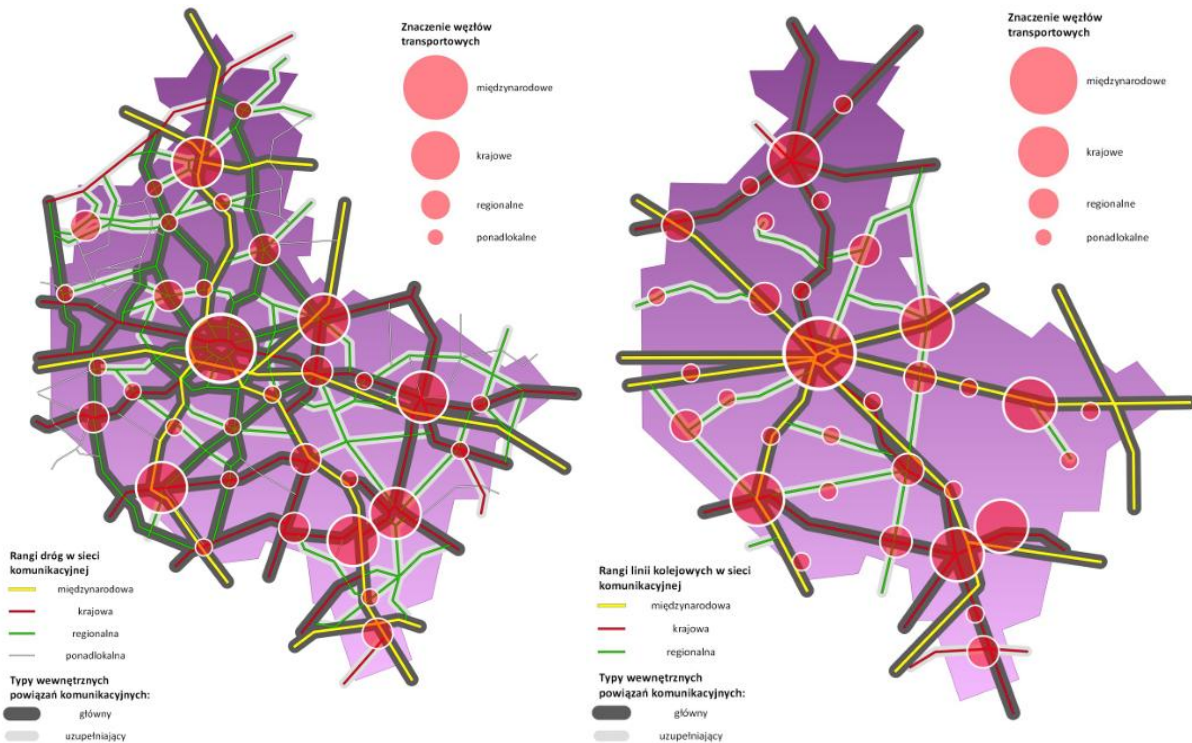 Znaczenie węzłów
transportowych
międzynarodowe
krajowe
regionalne
ponadlokalne
Rangi dróg w sieci
komunikacyjnej
międzynarodowa
krajowa
regionalna
ponadlokalna
Typy wewnętrznych
powiązań komunikacyjnych:
główny
uzupełniający
Znaczenie węzłów
transportowych
międzynarodowe
krajowe
regionalne
ponadlokalne
Rangi linii kolejowych w sieci
komunikacyjnej
międzynarodowa
krajowa
regionalna
Typy wewnętrznych
powiązań komunikacyjnych:
główny
uzupełniający